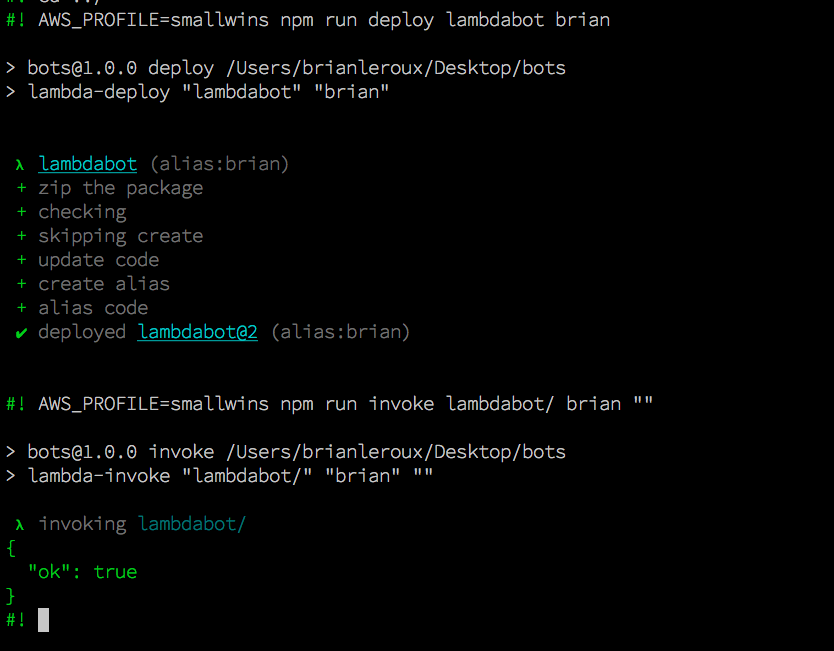 #! AWS_PROFILE=smallwins npm run deploy lambdabot brian
> bots@1.0.0 deploy /Users/brianleroux/Desktop/bots
> lambda-deploy "lambdabot" "brian"
λ lambdabot (alias:brian)
+ zip the package
+ checking
+ skipping create
+ update code
+ create alias
+ alias code
✔ deployed lambdabot@2 (alias:brian)
#! AWS_PROFILE=smallwins npm run invoke lambdabot/ brian ""
> bots@1.0.0 invoke /Users/brianleroux/Desktop/bots
> lambda-invoke "lambdabot/" "brian" ""
λ invoking lambdabot/
{
"ok": true
}
#!